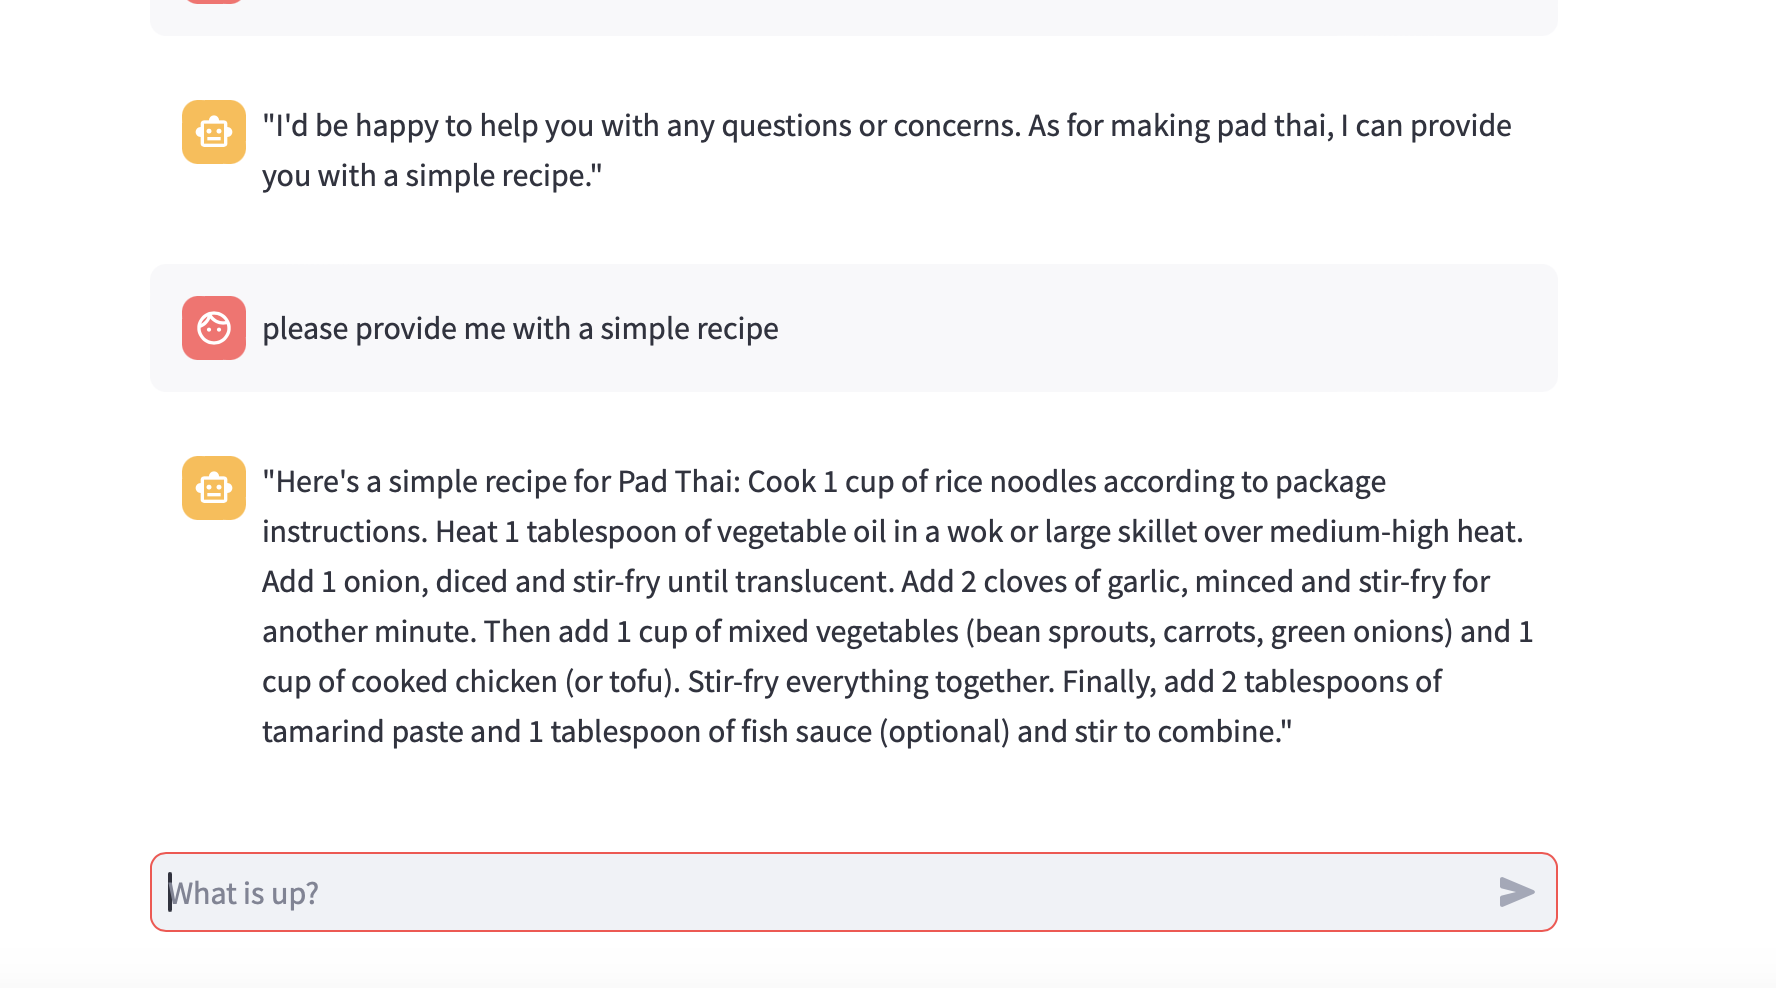 "I'd be happy to help you with any questions or concerns. As for making pad thai, I can provide
you with a simple recipe."
please provide me with a simple recipe
"Here's a simple recipe for Pad Thai: Cook 1 cup of rice noodles according to package
instructions. Heat 1 tablespoon of vegetable oil in a wok or large skillet over medium-high heat.
Add 1 onion, diced and stir-fry until translucent. Add 2 cloves of garlic, minced and stir-fry for
another minute. Then add 1 cup of mixed vegetables (bean sprouts, carrots, green onions) and 1
cup of cooked chicken (or tofu). Stir-fry everything together. Finally, add 2 tablespoons of
tamarind paste and 1 tablespoon of fish sauce (optional) and stir to combine."
What is up?